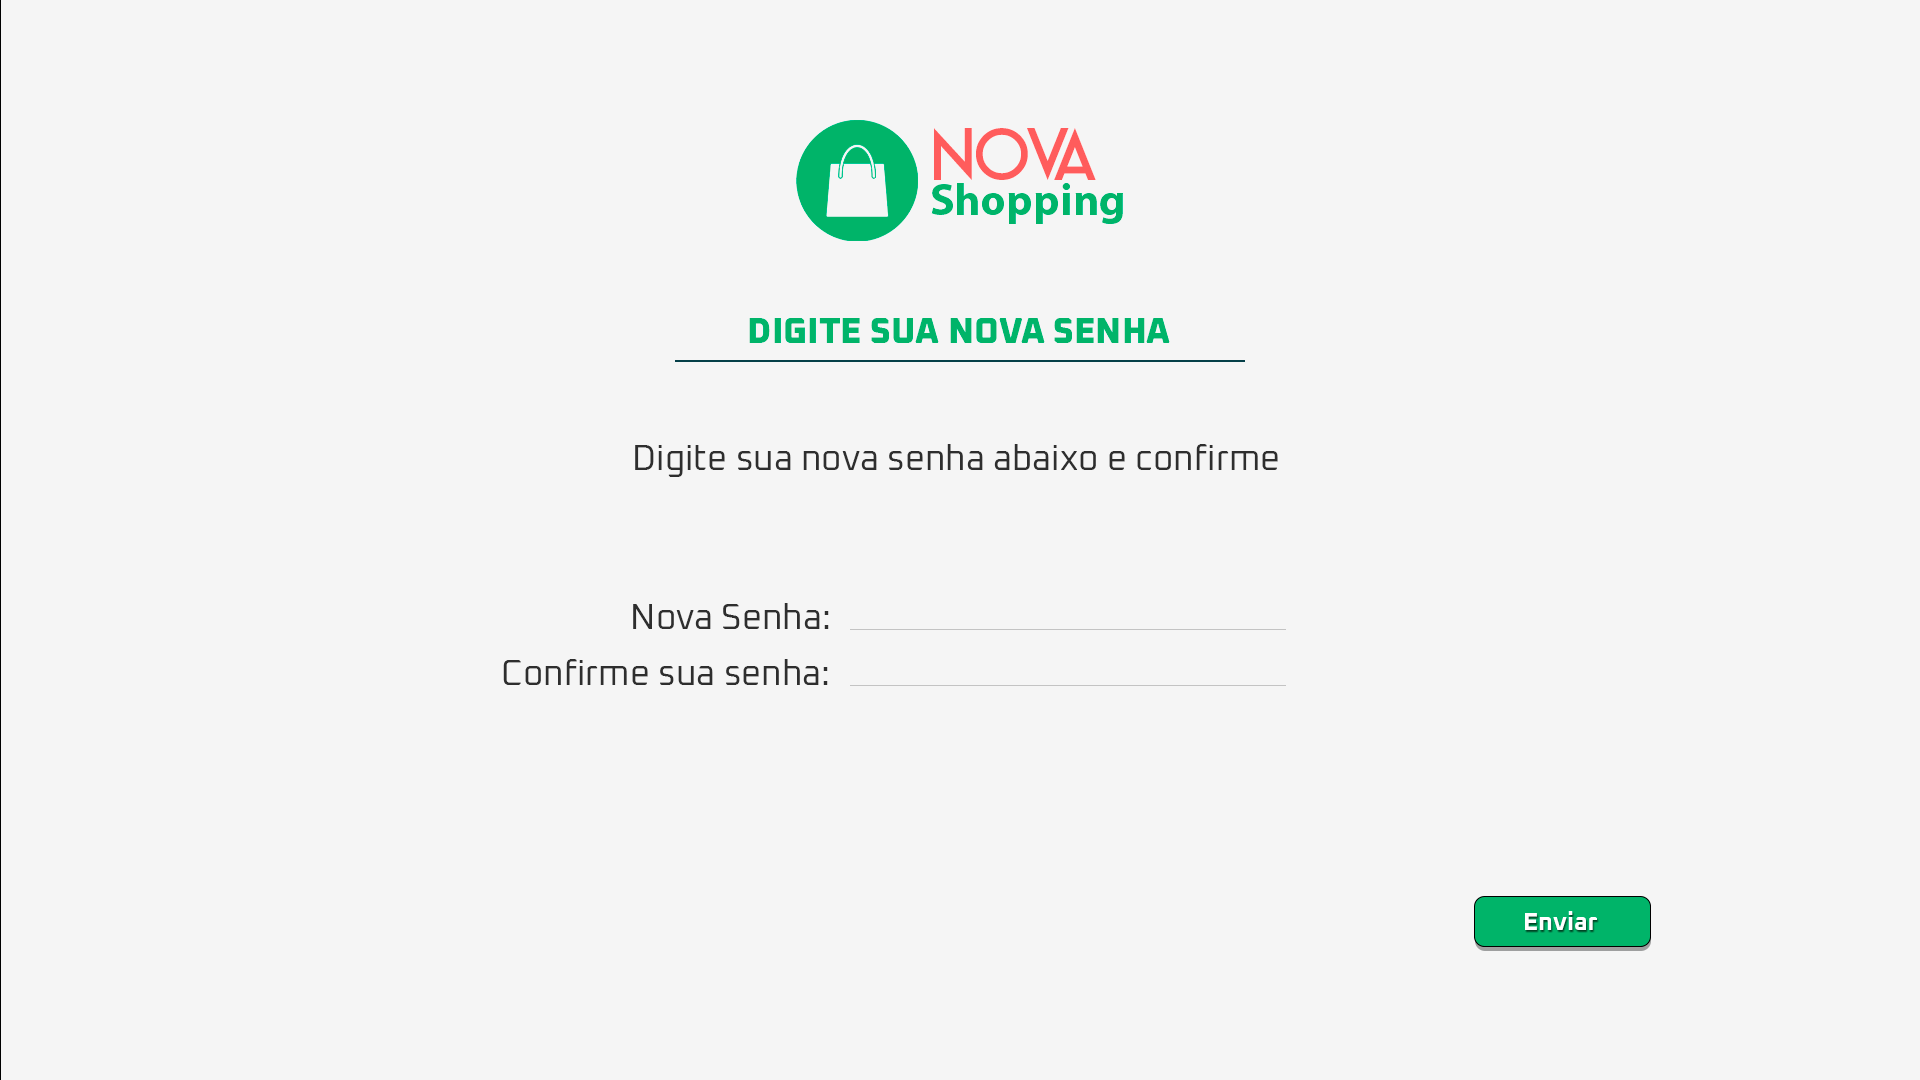 NOVA
Shopping
DIGITE SUA NOVA SENHA
Digite sua nova senha abaixo e confirme
Nova Senha:
Confirme sua senha:
Enviar